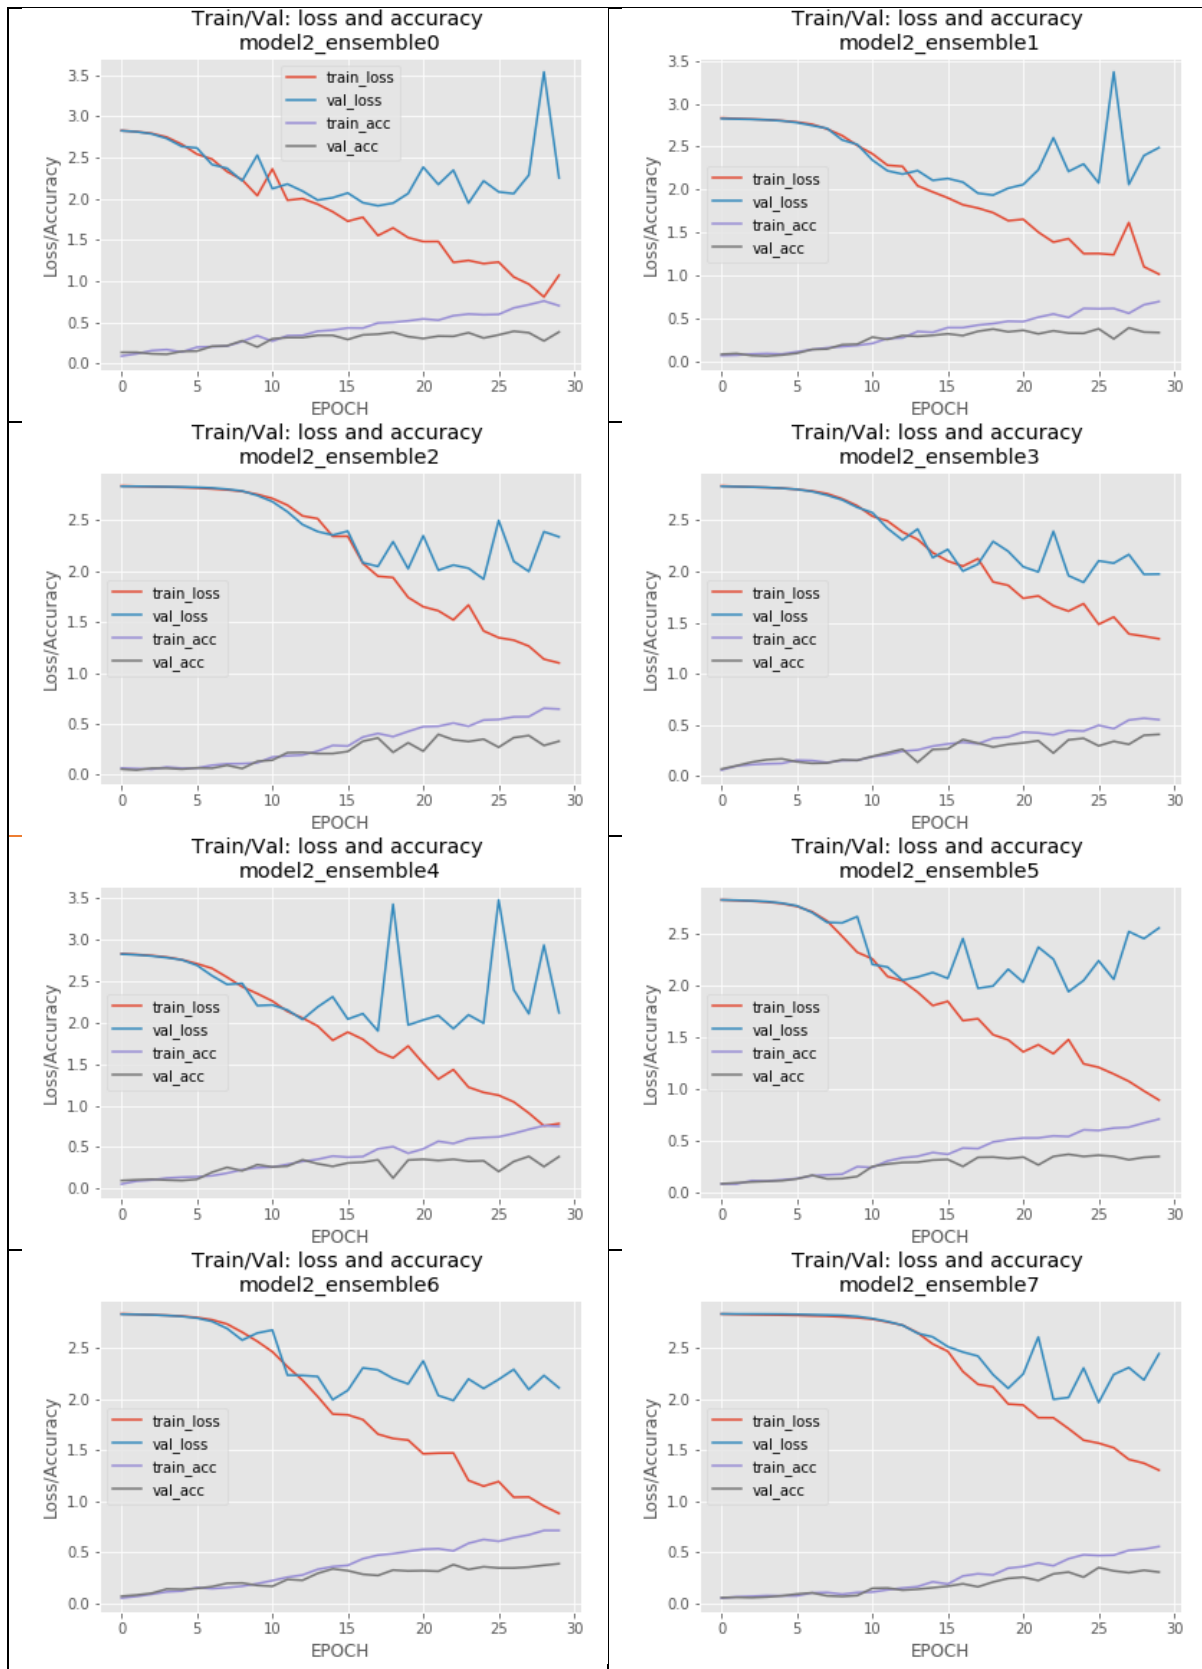 Train/Val: loss and accuracy
model2_ensemble0
3.5
3.0
2.5
2.0
1.5
1.0
0.5
0.0
Loss/Accuracy
train_loss
val_loss
train_acc
val_acc
0 5 10 15 20 25 30
EPOCH
Train/Val: loss and accuracy
model2_ensemble1
3.5
3.0
2.5
2.0
1.5
1.0
0.5
0.0
Loss/Accuracy
train_loss
val_loss
train_acc
val_acc
0 5 10 15 20 25 30
EPOCH
Train/Val: loss and accuracy
model2_ensemble2
2.5
2.0
1.5
1.0
0.5
0.0
Loss/Accuracy
train_loss
val_loss
train_acc
val_acc
0 5 10 15 20 25 30
EPOCH
Train/Val: loss and accuracy
model2_ensemble3
2.5
2.0
1.5
1.0
0.5
0.0
Loss/Accuracy
train_loss
val_loss
train_acc
val_acc
0 5 10 15 20 25 30
EPOCH
Train/Val: loss and accuracy
model2_ensemble4
3.5
3.0
2.5
2.0
1.5
1.0
0.5
0.0
Loss/Accuracy
train_loss
val_loss
train_acc
val_acc
0 5 10 15 20 25 30
EPOCH
Train/Val: loss and accuracy
model2_ensemble5
2.5
2.0
1.5
1.0
0.5
0.0
Loss/Accuracy
train_loss
val_loss
train_acc
val_acc
0 5 10 15 20 25 30
EPOCH
Train/Val: loss and accuracy
model2_ensemble6
2.5
2.0
1.5
1.0
0.5
0.0
Loss/Accuracy
train_loss
val_loss
train_acc
val_acc
0 5 10 15 20 25 30
EPOCH
Train/Val: loss and accuracy
model2_ensemble7
2.5
2.0
1.5
1.0
0.5
0.0
Loss/Accuracy
train_loss
val_loss
train_acc
val_acc
0 5 10 15 20 25 30
EPOCH